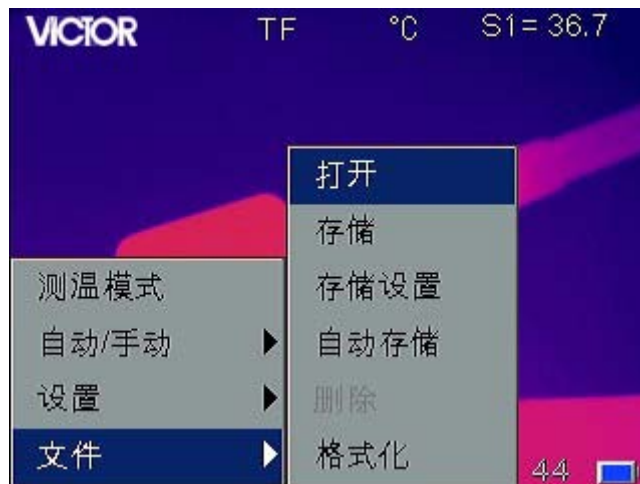 VICTOR TF °C S1= 36.7
打开
存储
存储设置
自动存储
删除
格式化
测温模式
自动/手动
设置
文件
44